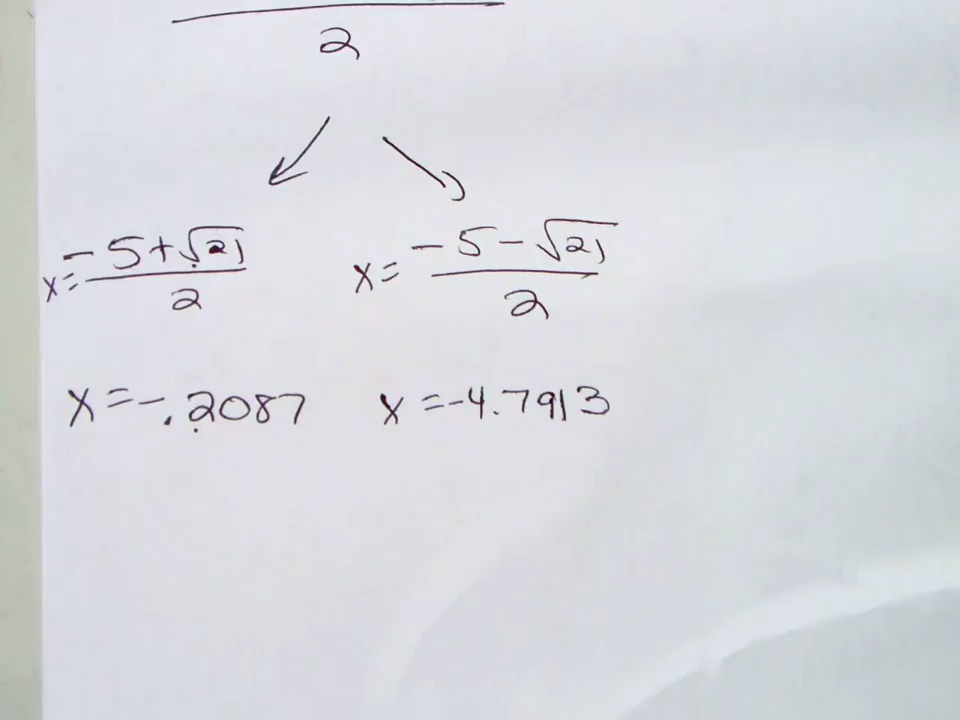 2
x = -5+√21 / 2 x = -5-√21 / 2
x = -.2087 x = -4.7913